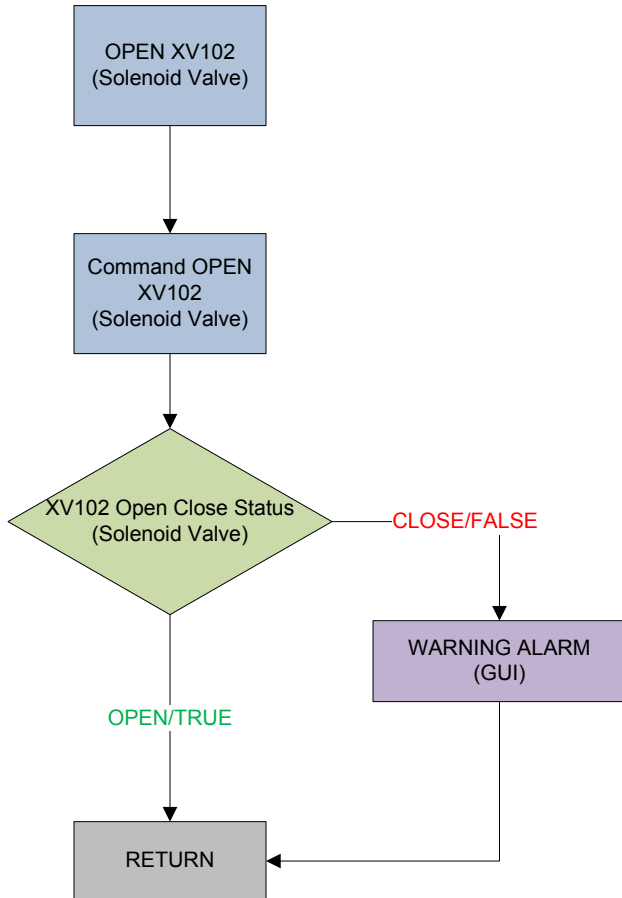 OPEN XV102
(Solenoid Valve)
Command OPEN
XV102
(Solenoid Valve)
XV102 Open Close Status
(Solenoid Valve)
CLOSE/FALSE
WARNING ALARM
(GUI)
OPEN/TRUE
RETURN